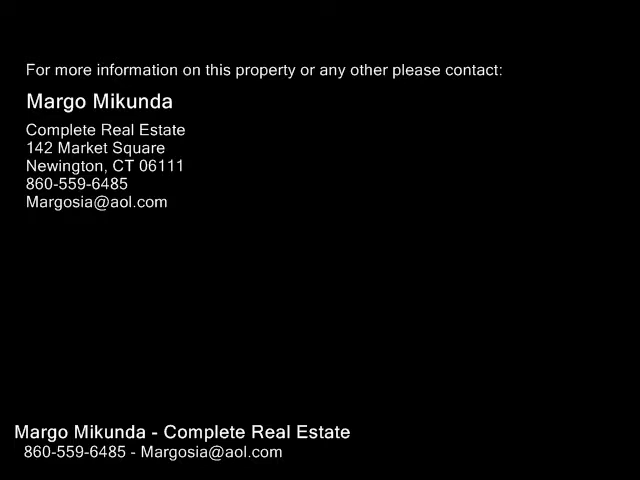 For more information on this property or any other please contact:
Margo Mikunda
Complete Real Estate
142 Market Square
Newington, CT 06111
860-559-6485
Margosia@aol.com
Margo Mikunda - Complete Real Estate
860-559-6485 - Margosia@aol.com